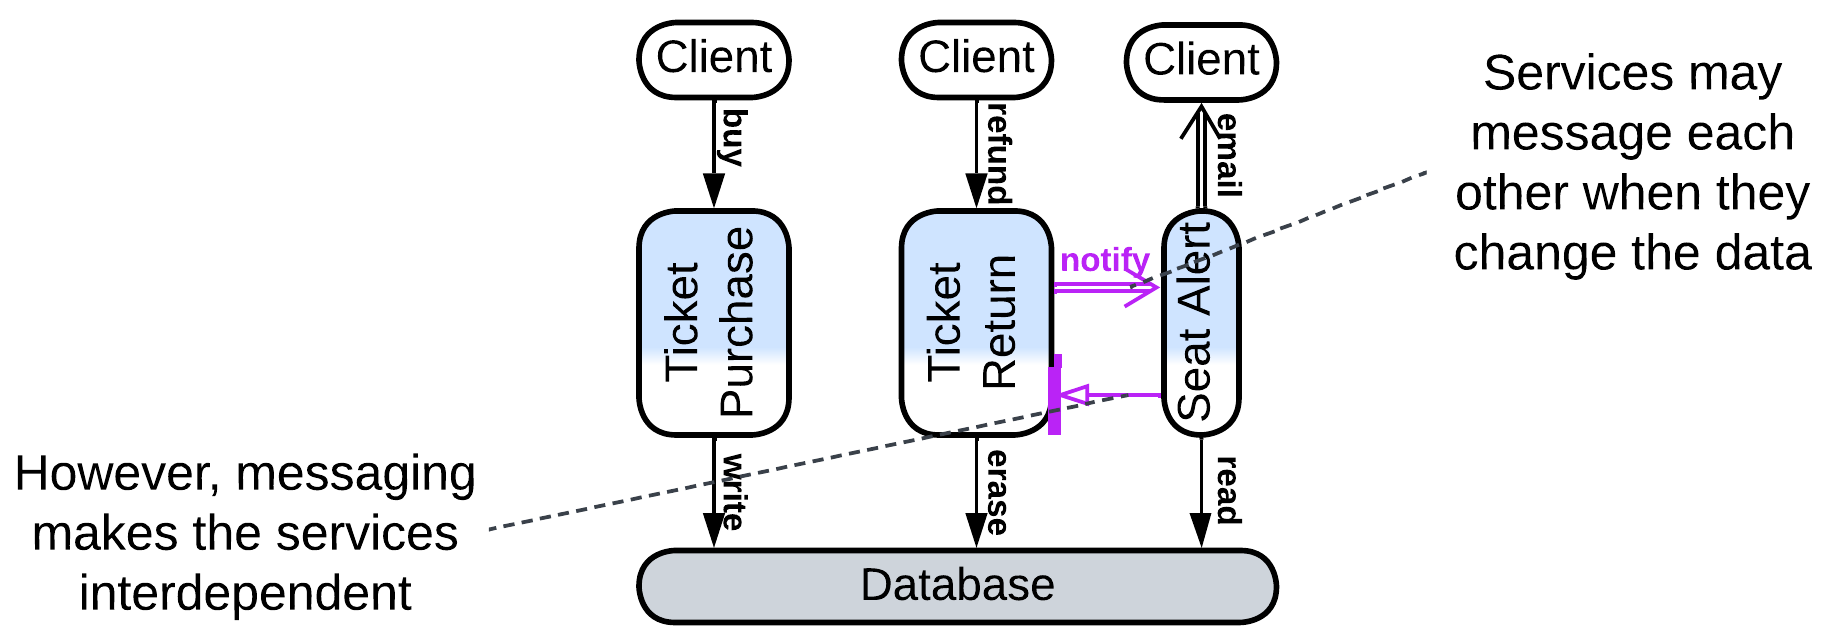 Client
Client
Client
Services may
message each
other when they
change the data
buy
refund
email
Ticket
Purchase
Ticket
Return
notify
Seat Alert
However, messaging
makes the services
interdependent
write
erase
read
Database